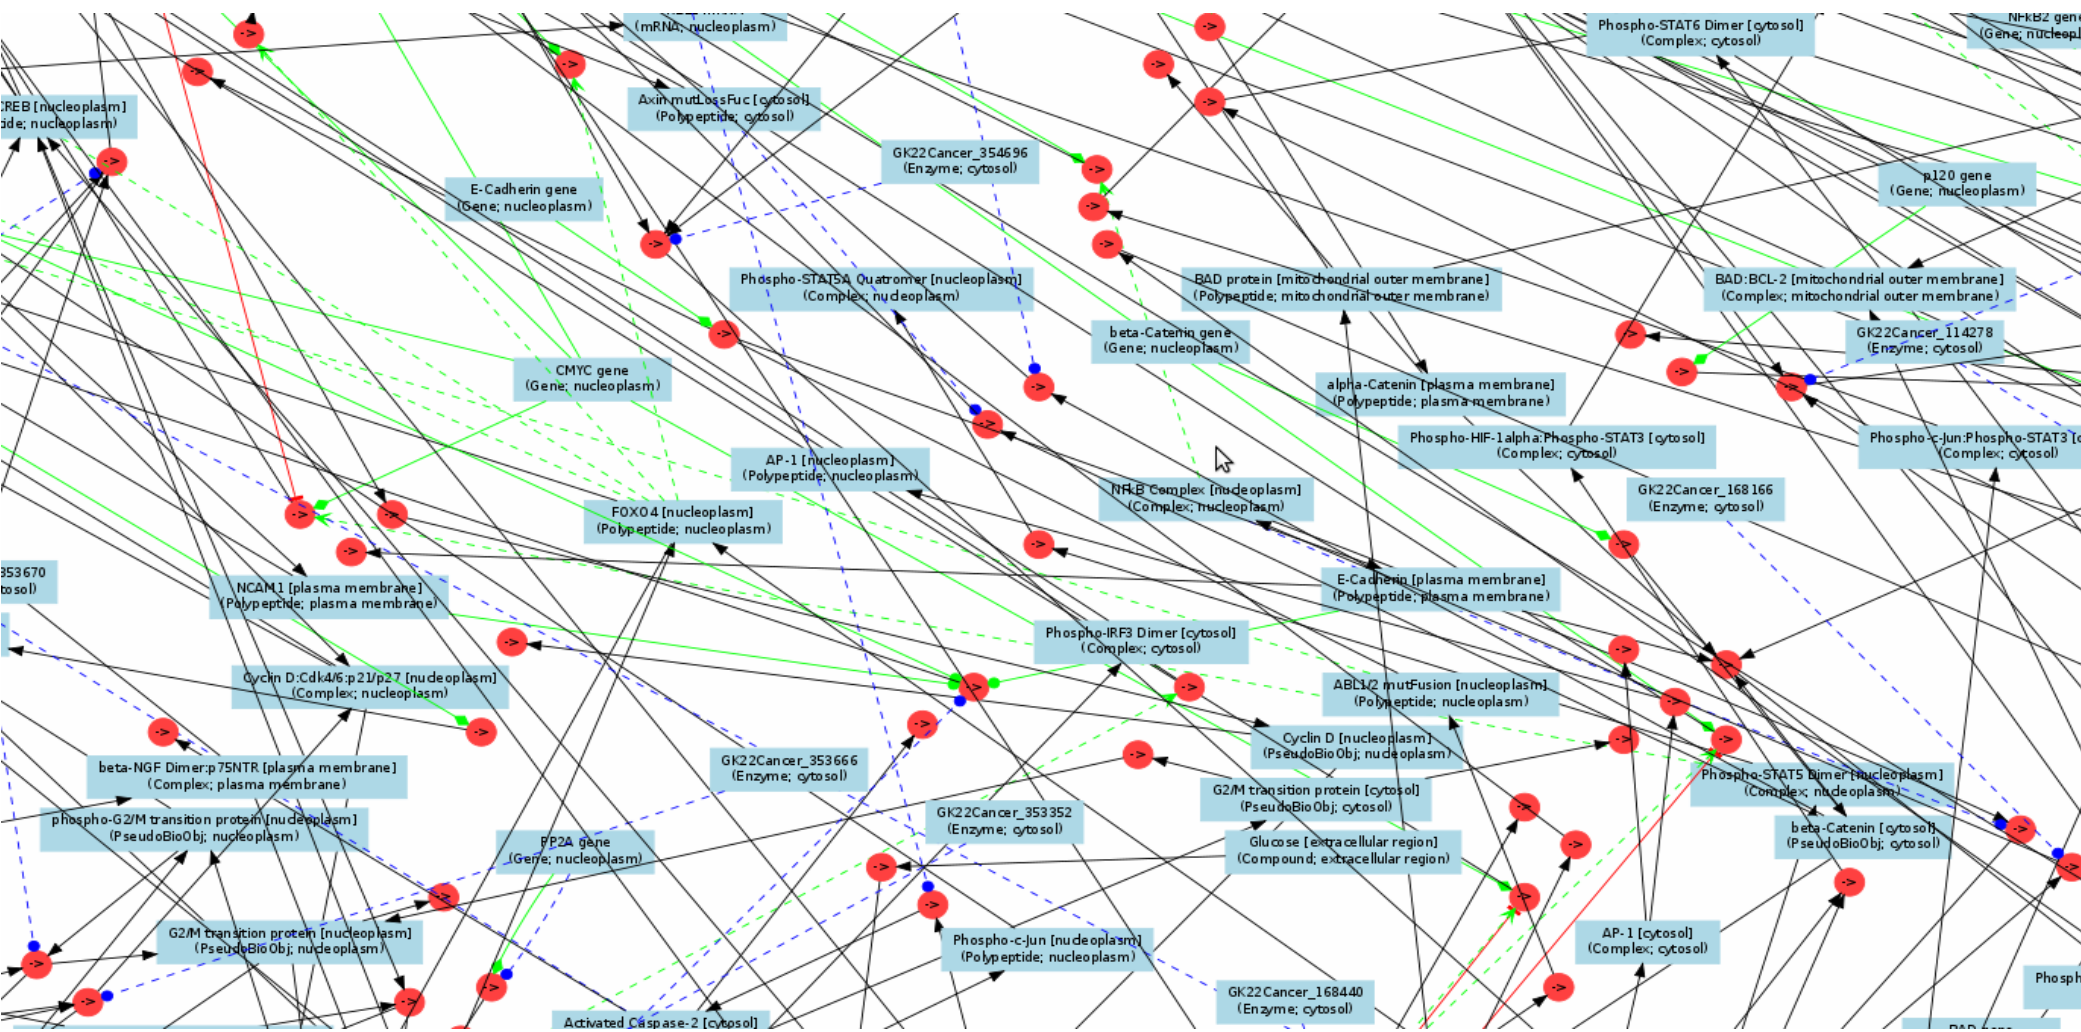 (mRNA; nucleoplasm)
Phospho-STAT6 Dimer [cytosol]
(Complex; cytosol)
NFkB2 gene
(Gene; nucleopl
->
->
->
->
->
->
CREB [nucleoplasm]
tide; nucleoplasm)
Axin mutLossFuc [cytosol]
(Polypeptide; cytosol)
GK22Cancer_354696
(Enzyme; cytosol)
->
->
p120 gene
(Gene; nucleoplasm)
E-Cadherin gene
(Gene; nucleoplasm)
->
->
->
Phospho-STAT5A Quatromer [nucleoplasm]
(Complex; nucleoplasm)
BAD protein [mitochondrial outer membrane]
(Polypeptide; mitochondrial outer membrane)
BAD:BCL-2 [mitochondrial outer membrane]
(Complex; mitochondrial outer membrane)
->
beta-Catenin gene
(Gene; nucleoplasm)
->
GK22Cancer_114278
(Enzyme; cytosol)
CMYC gene
(Gene; nucleoplasm)
->
alpha-Catenin [plasma membrane]
(Polypeptide; plasma membrane)
->
->
->
Phospho-HIF-1alpha:Phospho-STAT3 [cytosol]
(Complex; cytosol)
Phospho-c-Jun:Phospho-STAT3 [c
(Complex; cytosol)
AP-1 [nucleoplasm]
(Polypeptide; nucleoplasm)
NFkB Complex [nucleoplasm]
(Complex; nucleoplasm)
GK22Cancer_168166
(Enzyme; cytosol)
->
->
FOXO4 [nucleoplasm]
(Polypeptide; nucleoplasm)
->
->
->
353670
tosol)
NCAM1 [plasma membrane]
(Polypeptide; plasma membrane)
E-Cadherin [plasma membrane]
(Polypeptide; plasma membrane)
->
Phospho-IRF3 Dimer [cytosol]
(Complex; cytosol)
->
->
Cyclin D:Cdk4/6:p21/p27 [nucleoplasm]
(Complex; nucleoplasm)
->
->
ABL1/2 mutFusion [nucleoplasm]
(Polypeptide; nucleoplasm)
->
->
->
->
Cyclin D [nucleoplasm]
(PseudoBioObj; nucleoplasm)
->
->
beta-NGF Dimer:p75NTR [plasma membrane]
(Complex; plasma membrane)
GK22Cancer_353666
(Enzyme; cytosol)
->
Phospho-STAT5 Dimer [nucleoplasm]
(Complex; nucleoplasm)
G2/M transition protein [cytosol]
(PseudoBioObj; cytosol)
->
phospho-G2/M transition protein [nucleoplasm]
(PseudoBioObj; nucleoplasm)
GK22Cancer_353352
(Enzyme; cytosol)
beta-Catenin [cytosol]
(PseudoBioObj; cytosol)
->
PP2A gene
(Gene; nucleoplasm)
Glucose [extracellular region]
(Compound; extracellular region)
->
->
->
->
->
->
->
G2/M transition protein [nucleoplasm]
(PseudoBioObj; nucleoplasm)
Phospho-c-Jun [nucleoplasm]
(Polypeptide; nucleoplasm)
AP-1 [cytosol]
(Complex; cytosol)
->
->
->
->
->
GK22Cancer_168440
(Enzyme; cytosol)
Phosph
Activated Caspase-2 [cytosol]
BAD gene